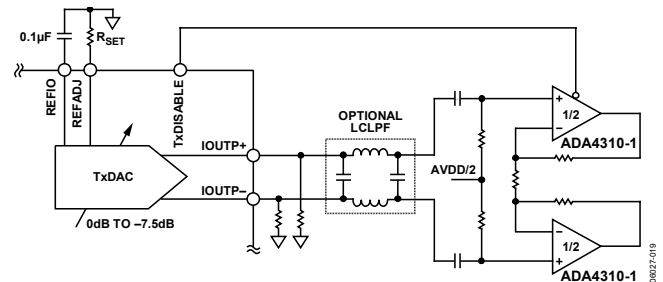 0.1µF
RSET
REFIO
REFADJ
TxDISABLE
IOUTP+
OPTIONAL
LCLPF
TxDAC
IOUTP–
0dB TO –7.5dB
AVDD/2
+
1/2
–
ADA4310-1
–
1/2
+
ADA4310-1
06027-019